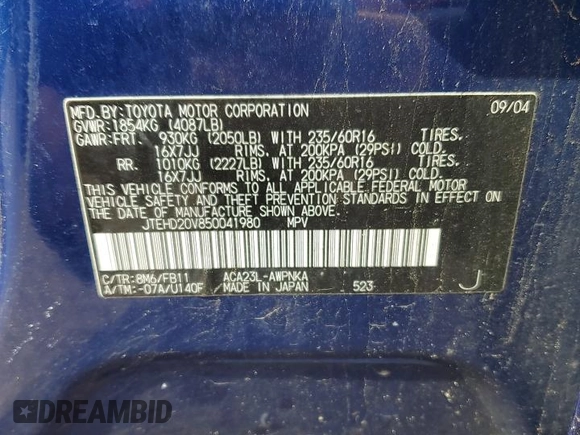 MFD.BY:TOYOTA MOTOR CORPORATION 09/04
GVWR:1854KG (4087LB)
GAWR:FRT. 930KG (2050LB) WITH 235/60R16 TIRES.
16X7JJ RIMS. AT 200KPA (29PSI) COLD.
RR. 1010KG (2227LB) WITH 235/60R16 TIRES.
16X7JJ RIMS. AT 200KPA (29PSI) COLD.
THIS VEHICLE CONFORMS TO ALL APPLICABLE FEDERAL MOTOR
VEHICLE SAFETY AND THEFT PREVENTION STANDARDS IN
EFFECT ON THE DATE OF MANUFACTURE SHOWN ABOVE.
JTEHD20V850041980 MPV
C/TR:8M6/FB11 ACA23L-AWPNKA
A/TM:-07A/U140F MADE IN JAPAN 523 J
DREAMBID